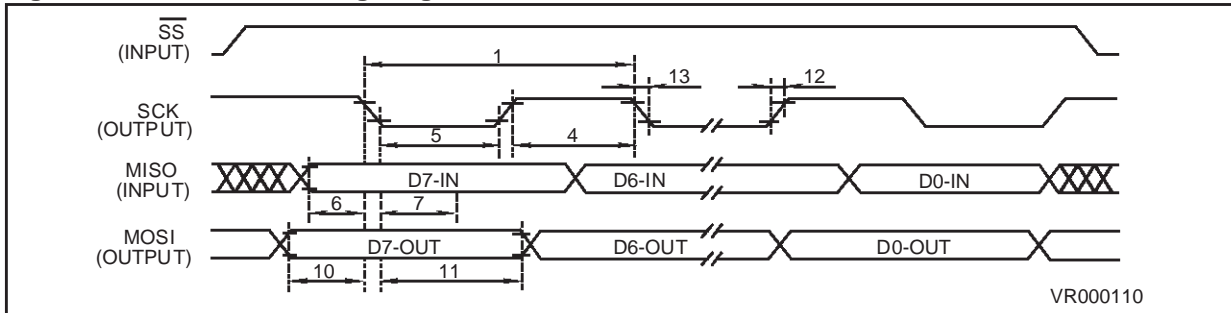 SS
(INPUT)
1
13
12
SCK
(OUTPUT)
5
4
MISO
(INPUT)
D7-IN
D6-IN
D0-IN
6
7
MOSI
(OUTPUT)
D7-OUT
D6-OUT
D0-OUT
10
11
VR000110